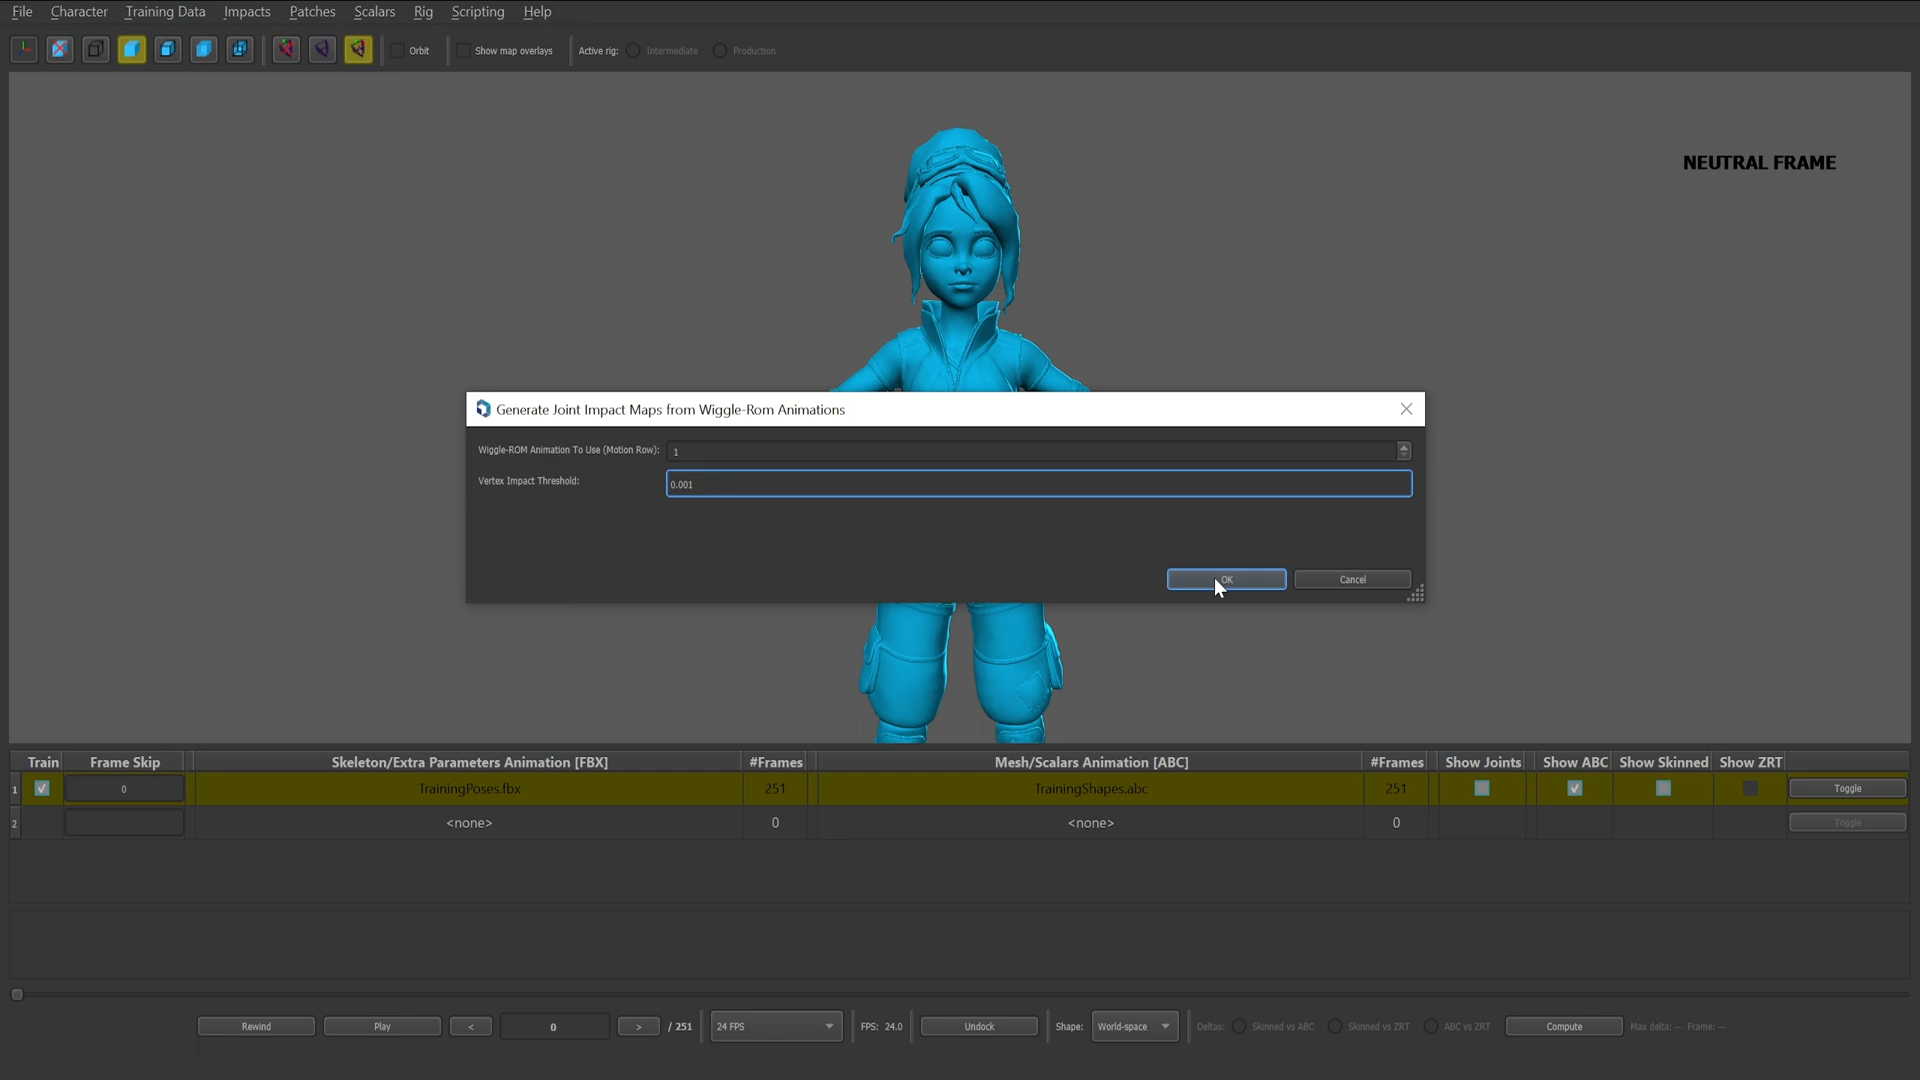 File Character Training Data Impacts Patches Scalars Rig Scripting Help
Orbit Show map overlays Active rig: Intermediate Production
NEUTRAL FRAME
Generate Joint Impact Maps from Wiggle-Rom Animations
Wiggle-ROM Animation To Use (Motion Row): 1
Vertex Impact Threshold: 0.001
OK Cancel
Train Frame Skip Skeleton/Extra Parameters Animation [FBX] #Frames Mesh/Scalars Animation [ABC] #Frames Show Joints Show ABC Show Skinned Show ZRT
1 0 TrainingPoses.fbx 251 TrainingShapes.abc 251 Toggle
2 <none> 0 <none> 0 Toggle
Rewind Play < 0 > / 251 24 FPS FPS: 24.0 Undock Shape: World-space Deltas: Skinned vs ABC Skinned vs ZRT ABC vs ZRT Compute Max delta: -- Frame: --